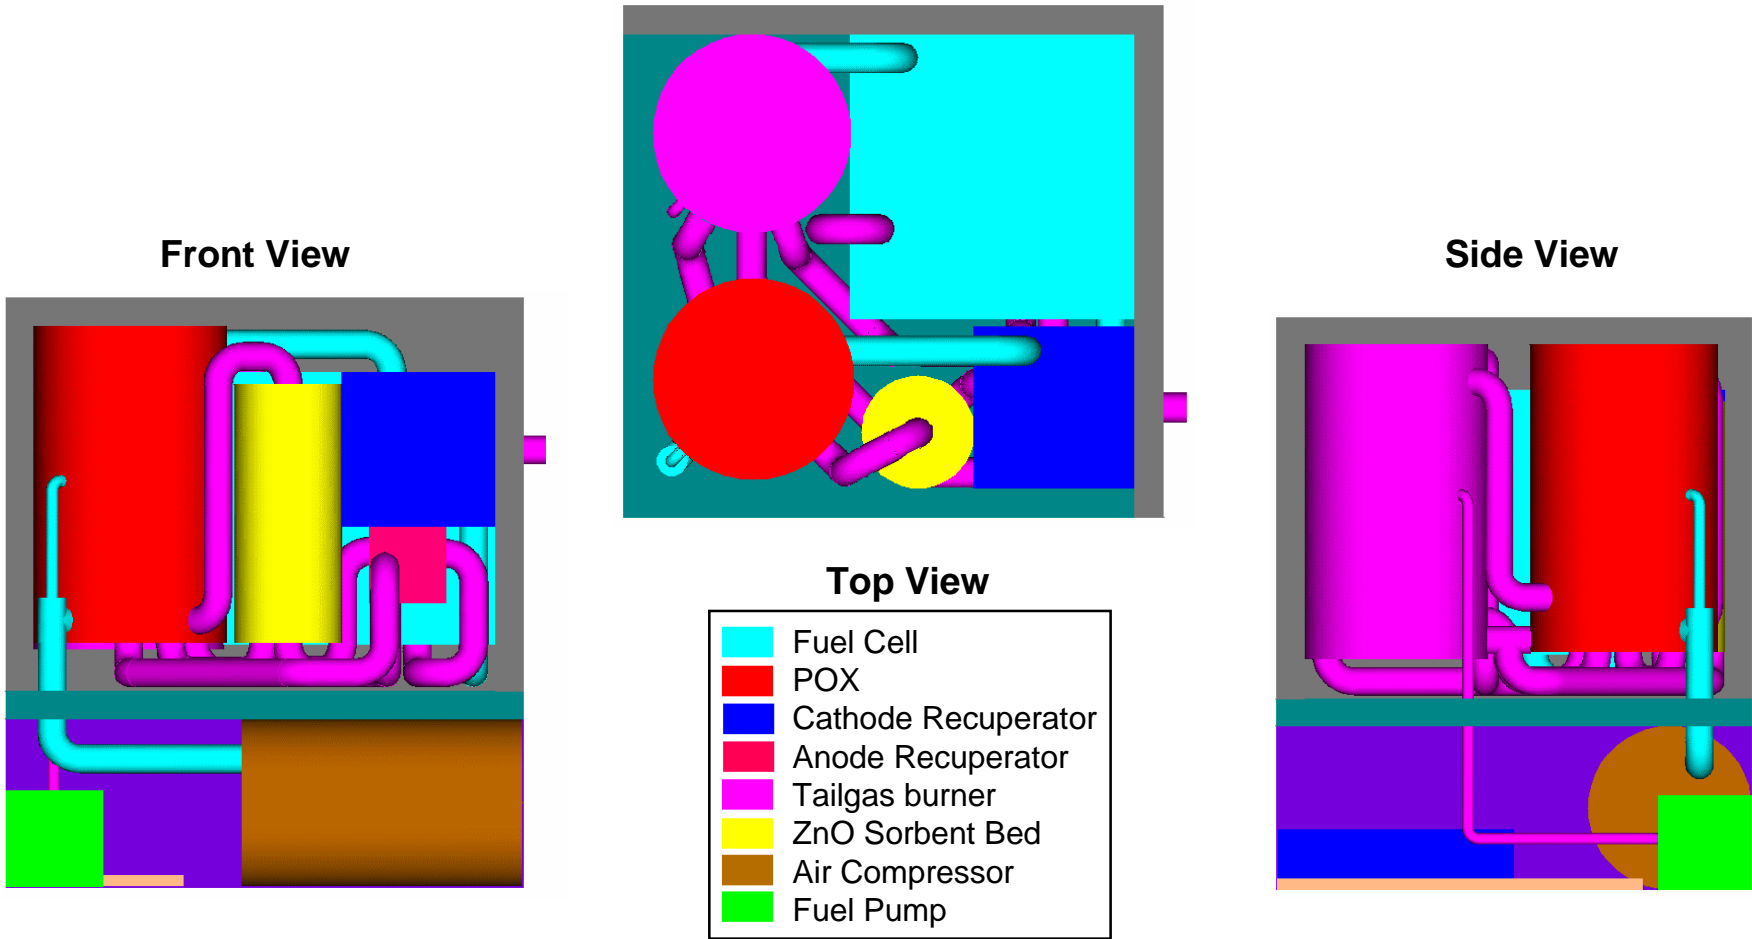 Front View
Side View
Top View
Fuel Cell
POX
Cathode Recuperator
Anode Recuperator
Tailgas burner
ZnO Sorbent Bed
Air Compressor
Fuel Pump